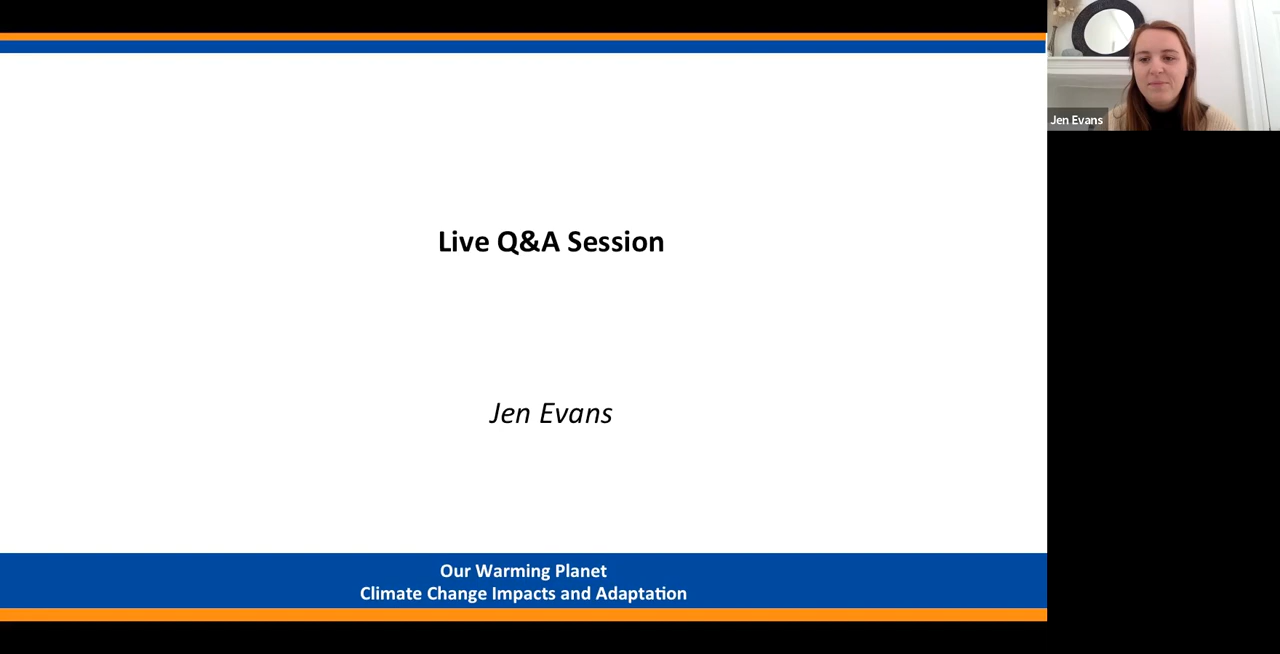 Live Q&A Session
Jen Evans
Our Warming Planet
Climate Change Impacts and Adaptation
Jen Evans